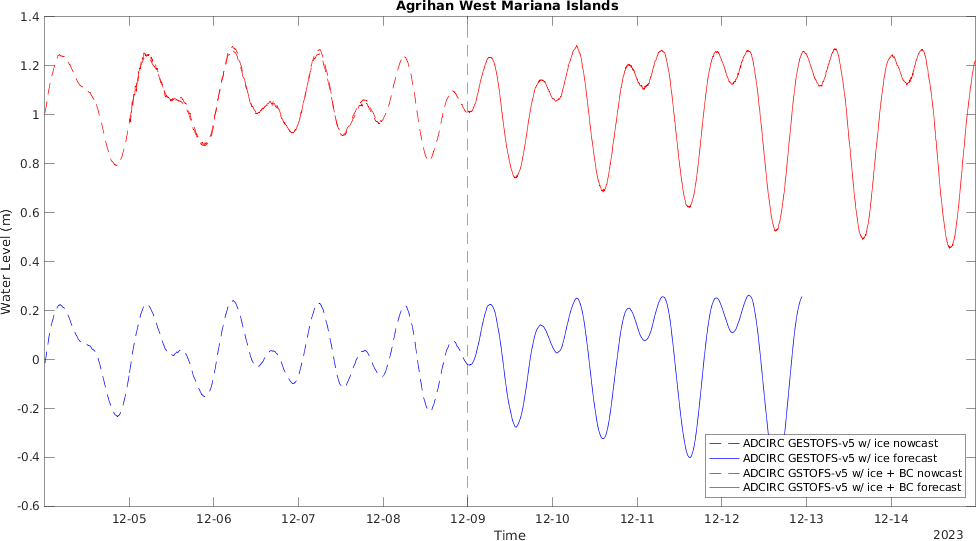 Agrihan West Mariana Islands
Water Level (m)
1.4
1.2
1
0.8
0.6
0.4
0.2
0
-0.2
-0.4
-0.6
ADCIRC GESTOFS-v5 w/ ice nowcast
ADCIRC GESTOFS-v5 w/ ice forecast
ADCIRC GSTOFS-v5 w/ ice + BC nowcast
ADCIRC GSTOFS-v5 w/ ice + BC forecast
12-05 12-06 12-07 12-08 12-09 12-10 12-11 12-12 12-13 12-14
Time
2023